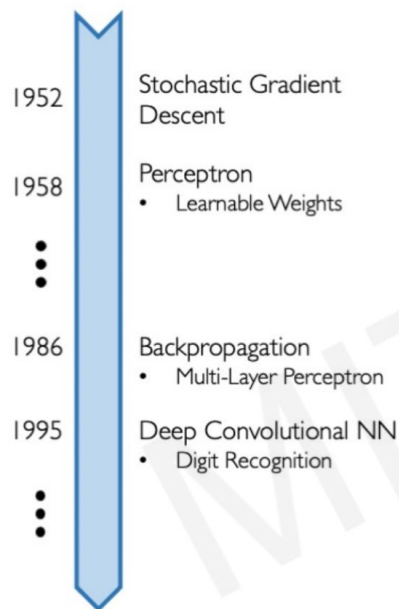 1952
Stochastic Gradient
Descent
1958
Perceptron
• Learnable Weights
1986
Backpropagation
• Multi-Layer Perceptron
1995
Deep Convolutional NN
• Digit Recognition